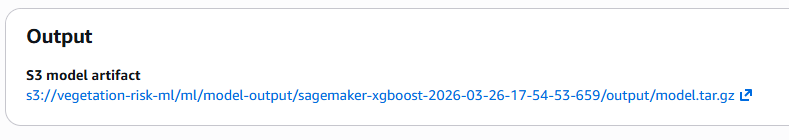 Output
S3 model artifact
s3://vegetation-risk-ml/ml/model-output/sagemaker-xgboost-2026-03-26-17-54-53-659/output/model.tar.gz